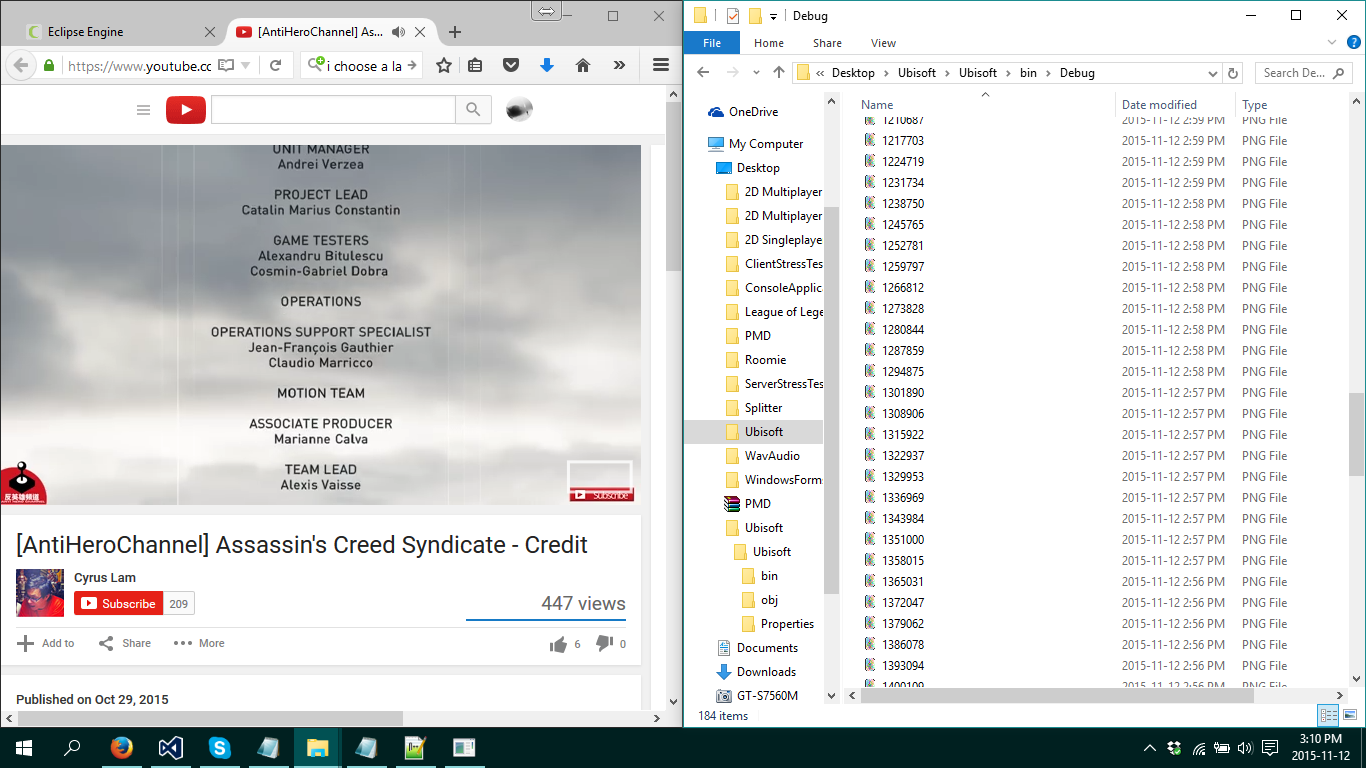 Eclipse Engine
[AntiHeroChannel] As...
https://www.youtube.cc
i choose a la
UNIT MANAGER
Andrei Verzea
PROJECT LEAD
Catalin Marius Constantin
GAME TESTERS
Alexandru Bitulescu
Cosmin-Gabriel Dobra
OPERATIONS
OPERATIONS SUPPORT SPECIALIST
Jean-François Gauthier
Claudio Marricco
MOTION TEAM
ASSOCIATE PRODUCER
Marianne Calva
TEAM LEAD
Alexis Vaisse
反英雄頻道
Subscribe
[AntiHeroChannel] Assassin's Creed Syndicate - Credit
Cyrus Lam
Subscribe 209
447 views
Add to Share More 6 0
Published on Oct 29, 2015
Debug
File Home Share View
« Desktop > Ubisoft > Ubisoft > bin > Debug
Search De...
OneDrive
My Computer
Desktop
2D Multiplayer
2D Multiplayer
2D Singleplaye
ClientStressTes
ConsoleApplica
League of Lege
PMD
Roomie
ServerStressTes
Splitter
Ubisoft
WavAudio
WindowsForm
PMD
Ubisoft
Ubisoft
bin
obj
Properties
Documents
Downloads
GT-S7560M
Name Date modified Type
1210687 2015-11-12 2:59 PM PNG File
1217703 2015-11-12 2:59 PM PNG File
1224719 2015-11-12 2:59 PM PNG File
1231734 2015-11-12 2:59 PM PNG File
1238750 2015-11-12 2:58 PM PNG File
1245765 2015-11-12 2:58 PM PNG File
1252781 2015-11-12 2:58 PM PNG File
1259797 2015-11-12 2:58 PM PNG File
1266812 2015-11-12 2:58 PM PNG File
1273828 2015-11-12 2:58 PM PNG File
1280844 2015-11-12 2:58 PM PNG File
1287859 2015-11-12 2:58 PM PNG File
1294875 2015-11-12 2:58 PM PNG File
1301890 2015-11-12 2:57 PM PNG File
1308906 2015-11-12 2:57 PM PNG File
1315922 2015-11-12 2:57 PM PNG File
1322937 2015-11-12 2:57 PM PNG File
1329953 2015-11-12 2:57 PM PNG File
1336969 2015-11-12 2:57 PM PNG File
1343984 2015-11-12 2:57 PM PNG File
1351000 2015-11-12 2:57 PM PNG File
1358015 2015-11-12 2:57 PM PNG File
1365031 2015-11-12 2:56 PM PNG File
1372047 2015-11-12 2:56 PM PNG File
1379062 2015-11-12 2:56 PM PNG File
1386078 2015-11-12 2:56 PM PNG File
1393094 2015-11-12 2:56 PM PNG File
1400109 2015-11-12 2:56 PM PNG File
184 items
3:10 PM
2015-11-12